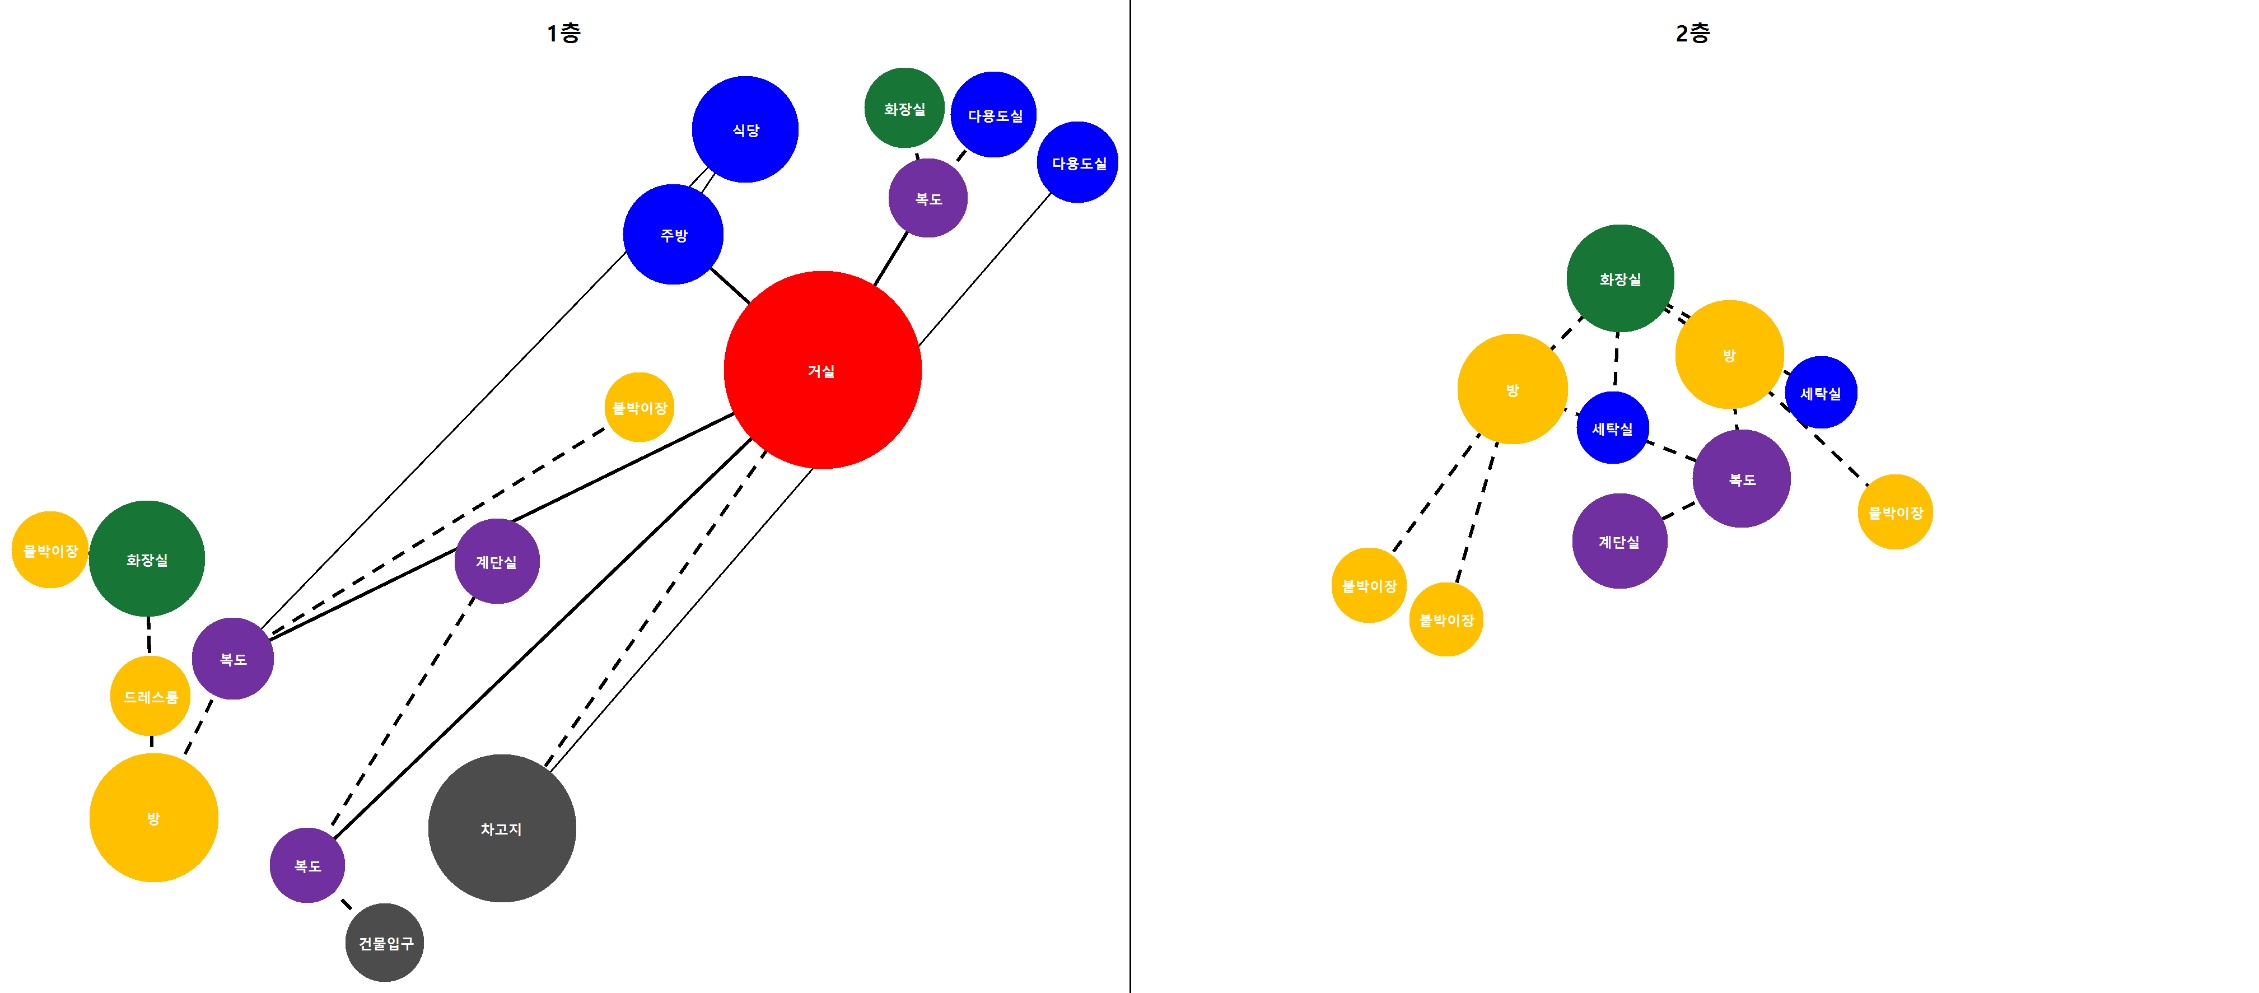 1층
식당
화장실
다용도실
다용도실
복도
주방
거실
붙박이장
붙박이장
화장실
계단실
복도
드레스룸
방
차고지
복도
건물입구
2층
화장실
방
방
세탁실
세탁실
복도
계단실
붙박이장
붙박이장
붙박이장